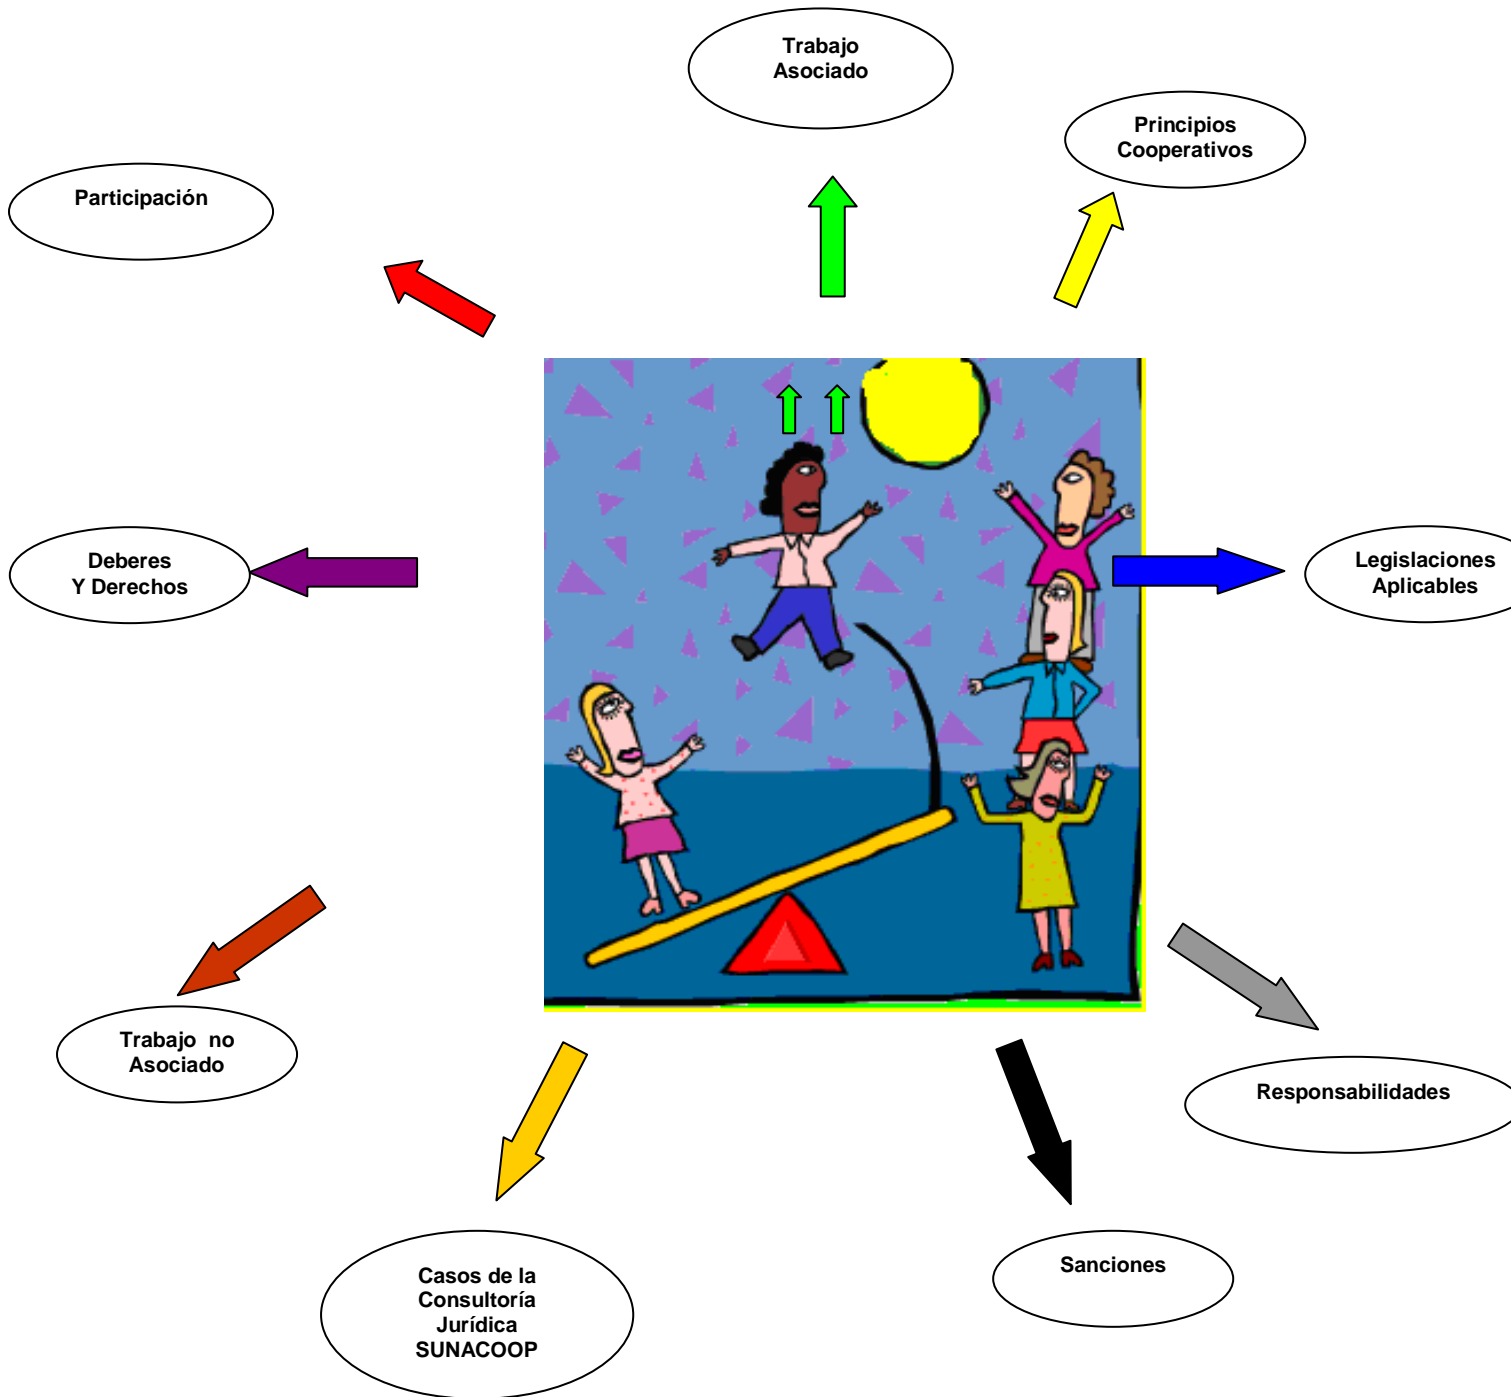 Trabajo
Asociado
Principios
Cooperativos
Participación
Deberes
Y Derechos
Legislaciones
Aplicables
Trabajo  no
Asociado
Responsabilidades
Casos de la
Consultoría
Jurídica
SUNACOOP
Sanciones